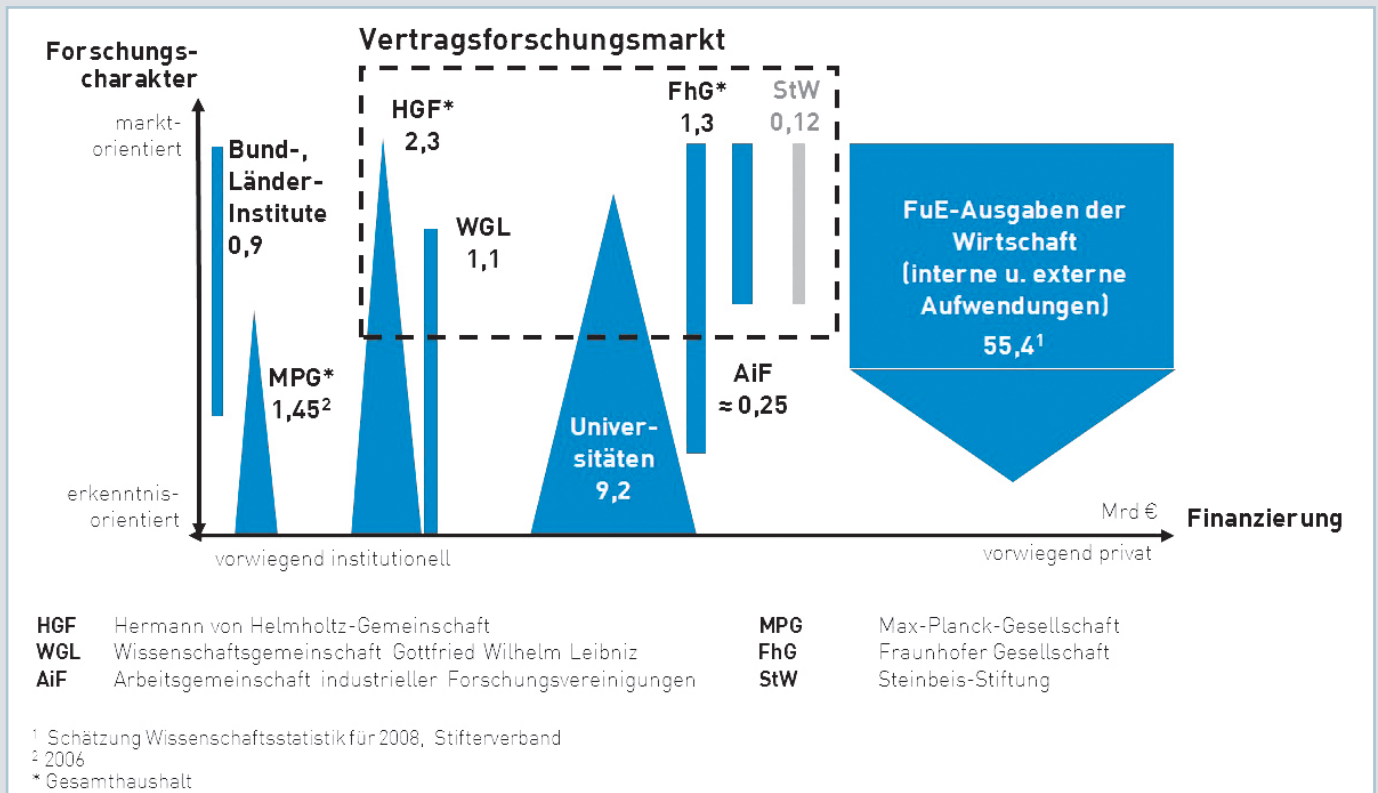 Vertragsforschungsmarkt
Forschungs-
charakter
markt-
orientiert
Bund-,
Länder-
Institute
0,9
MPG*
1,45²
HGF*
2,3
WGL
1,1
Univer-
sitäten
9,2
FhG*
1,3
StW
0,12
AiF
≈ 0,25
FuE-Ausgaben der
Wirtschaft
(interne u. externe
Aufwendungen)
55,4¹
erkenntnis-
orientiert
Mrd €
Finanzierung
vorwiegend institutionell
vorwiegend privat
HGF Hermann von Helmholtz-Gemeinschaft
WGL Wissenschaftsgemeinschaft Gottfried Wilhelm Leibniz
AiF Arbeitsgemeinschaft industrieller Forschungsvereinigungen
MPG Max-Planck-Gesellschaft
FhG Fraunhofer Gesellschaft
StW Steinbeis-Stiftung
¹ Schätzung Wissenschaftsstatistik für 2008, Stifterverband
² 2006
* Gesamthaushalt